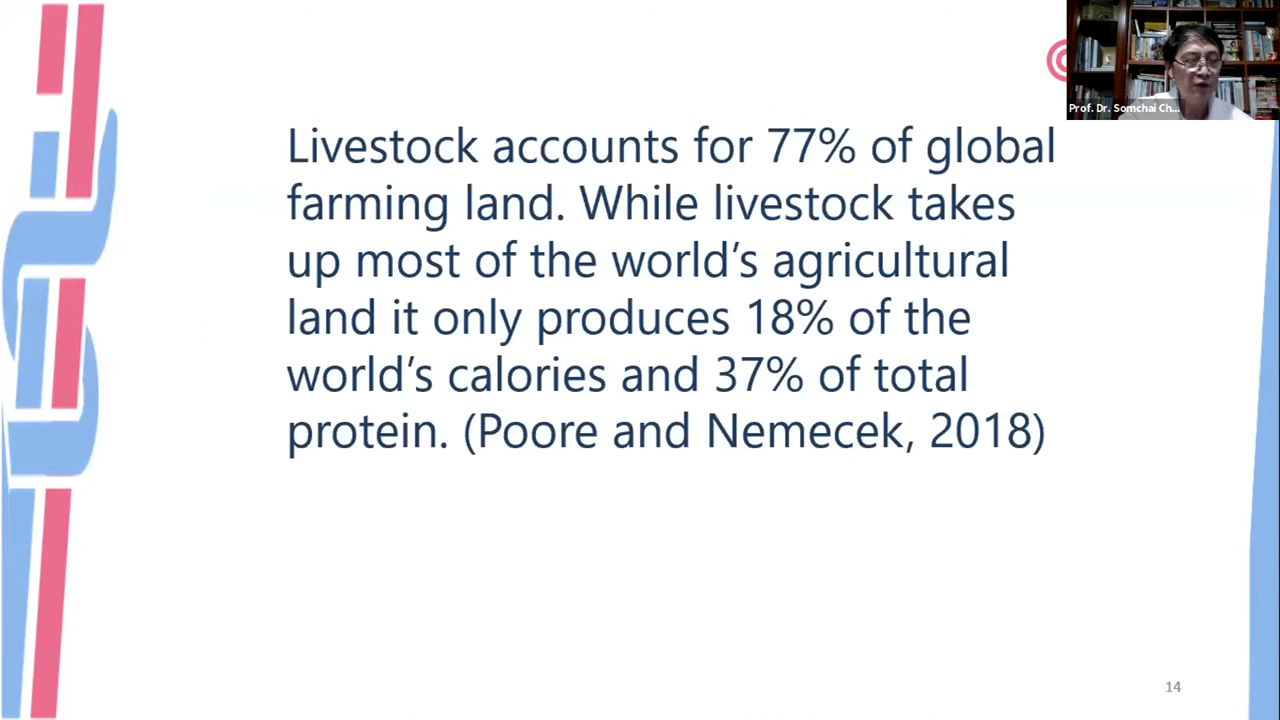 Prof. Dr. Somchai Ch...
Livestock accounts for 77% of global
farming land. While livestock takes
up most of the world’s agricultural
land it only produces 18% of the
world’s calories and 37% of total
protein. (Poore and Nemecek, 2018)
14